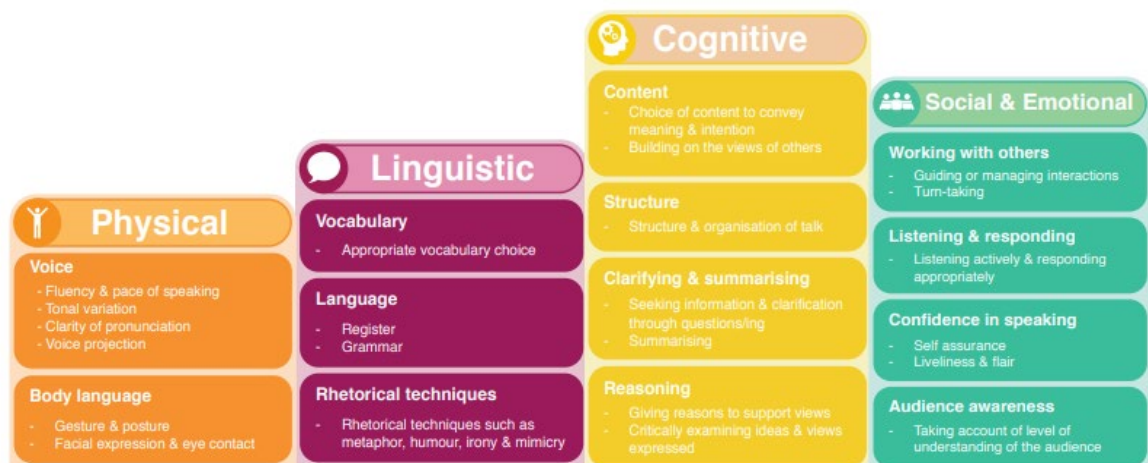 Physical
Voice
- Fluency & pace of speaking
- Tonal variation
- Clarity of pronunciation
- Voice projection
Body language
- Gesture & posture
- Facial expression & eye contact
Linguistic
Vocabulary
- Appropriate vocabulary choice
Language
- Register
- Grammar
Rhetorical techniques
- Rhetorical techniques such as
metaphor, humour, irony & mimicry
Cognitive
Content
- Choice of content to convey
meaning & intention
- Building on the views of others
Structure
- Structure & organisation of talk
Clarifying & summarising
- Seeking information & clarification
through questions/ing
- Summarising
Reasoning
- Giving reasons to support views
- Critically examining ideas & views
expressed
Social & Emotional
Working with others
- Guiding or managing interactions
- Turn-taking
Listening & responding
- Listening actively & responding
appropriately
Confidence in speaking
- Self assurance
- Liveliness & flair
Audience awareness
- Taking account of level of
understanding of the audience